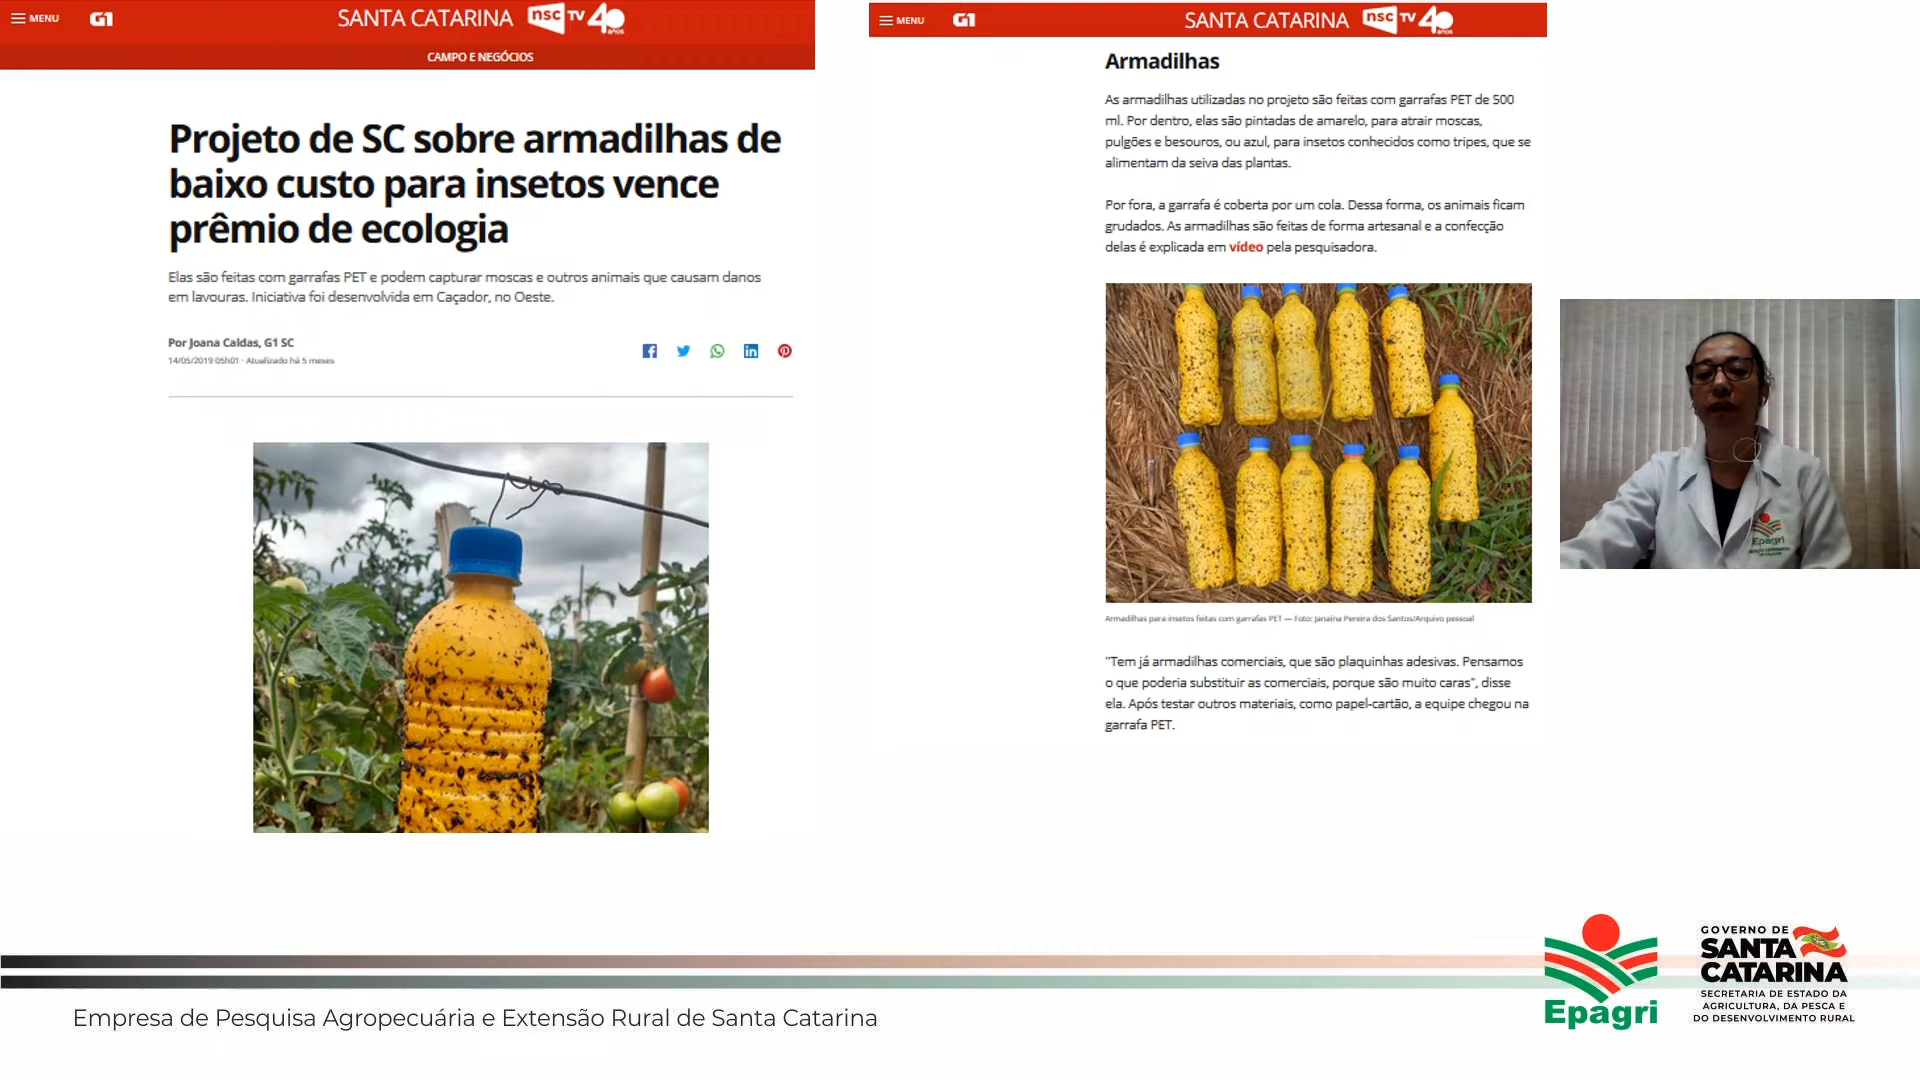 MENU
G1
SANTA CATARINA nsc TV 40 anos
CAMPO E NEGÓCIOS
Projeto de SC sobre armadilhas de
baixo custo para insetos vence
prêmio de ecologia
Elas são feitas com garrafas PET e podem capturar moscas e outros animais que causam danos
em lavouras. Iniciativa foi desenvolvida em Caçador, no Oeste.
Por Joana Caldas, G1 SC
14/05/2019 05h01 · Atualizado há 5 meses
MENU
G1
SANTA CATARINA nsc TV 40 anos
Armadilhas
As armadilhas utilizadas no projeto são feitas com garrafas PET de 500
ml. Por dentro, elas são pintadas de amarelo, para atrair moscas,
pulgões e besouros, ou azul, para insetos conhecidos como tripes, que se
alimentam da seiva das plantas.
Por fora, a garrafa é coberta por um cola. Dessa forma, os animais ficam
grudados. As armadilhas são feitas de forma artesanal e a confecção
delas é explicada em vídeo pela pesquisadora.
Armadilhas para insetos feitas com garrafas PET — Foto: Janaína Pereira dos Santos/Arquivo pessoal
"Tem já armadilhas comerciais, que são plaquinhas adesivas. Pensamos
o que poderia substituir as comerciais, porque são muito caras", disse
ela. Após testar outros materiais, como papel-cartão, a equipe chegou na
garrafa PET.
Epagri
Empresa de Pesquisa Agropecuária e Extensão Rural de Santa Catarina
Epagri
GOVERNO DE
SANTA
CATARINA
SECRETARIA DE ESTADO DA
AGRICULTURA, DA PESCA E
DO DESENVOLVIMENTO RURAL